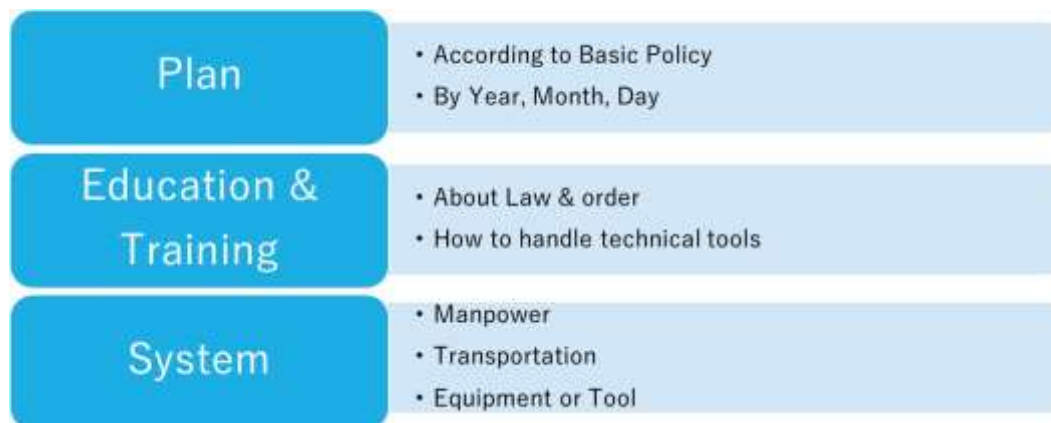 Plan
• According to Basic Policy
• By Year, Month, Day
Education &
Training
• About Law & order
• How to handle technical tools
System
• Manpower
• Transportation
• Equipment or Tool